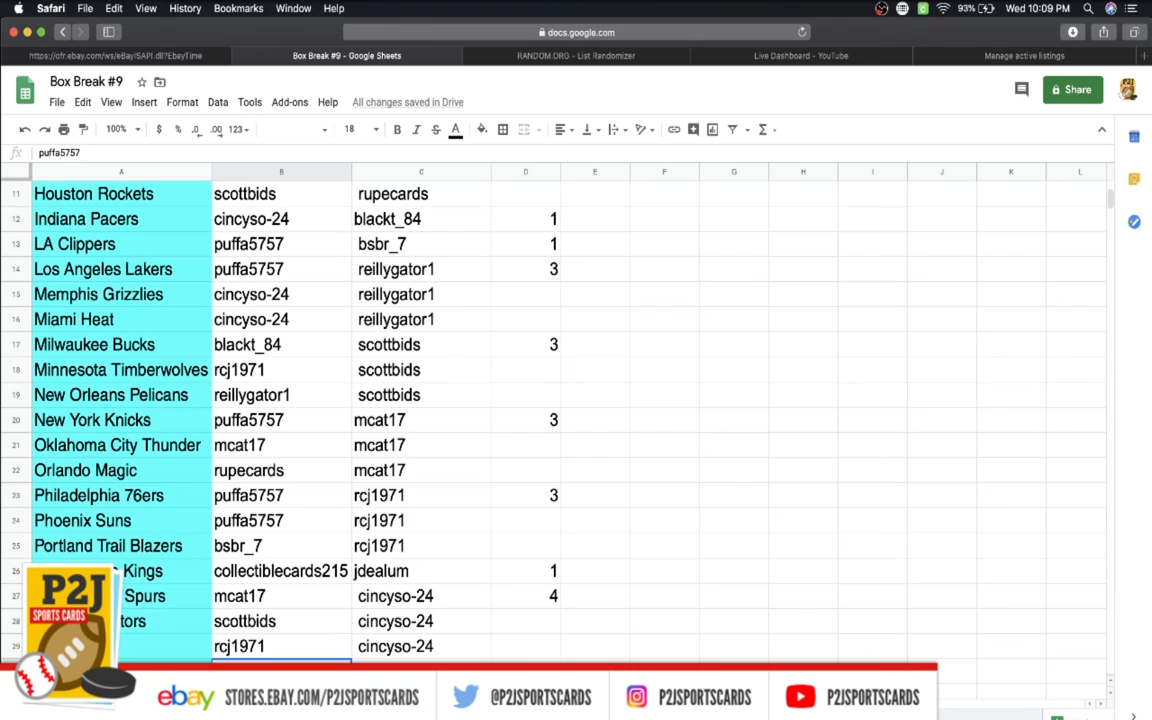 Safari File Edit View History Bookmarks Window Help 93% Wed 10:09 PM
docs.google.com
https://ofr.ebay.com/ws/eBayISAPI.dll?EbayTime Box Break #9 - Google Sheets RANDOM.ORG - List Randomizer Live Dashboard - YouTube Manage active listings
Box Break #9
File Edit View Insert Format Data Tools Add-ons Help All changes saved in Drive
Share
100% $ % .0 .00 123 18 B I S A
fx puffa5757
A B C D E F G H I J K L
11 Houston Rockets scottbids rupecards
12 Indiana Pacers cincyso-24 blackt_84 1
13 LA Clippers puffa5757 bsbr_7 1
14 Los Angeles Lakers puffa5757 reillygator1 3
15 Memphis Grizzlies cincyso-24 reillygator1
16 Miami Heat cincyso-24 reillygator1
17 Milwaukee Bucks blackt_84 scottbids 3
18 Minnesota Timberwolves rcj1971 scottbids
19 New Orleans Pelicans reillygator1 scottbids
20 New York Knicks puffa5757 mcat17 3
21 Oklahoma City Thunder mcat17 mcat17
22 Orlando Magic rupecards mcat17
23 Philadelphia 76ers puffa5757 rcj1971 3
24 Phoenix Suns puffa5757 rcj1971
25 Portland Trail Blazers bsbr_7 rcj1971
26 Kings collectiblecards215 jdealum 1
27 Spurs mcat17 cincyso-24 4
28 tors scottbids cincyso-24
29 rcj1971 cincyso-24
P2J
SPORTS CARDS
ebay STORES.EBAY.COM/P2JSPORTSCARDS @P2JSPORTSCARDS P2JSPORTSCARDS P2JSPORTSCARDS